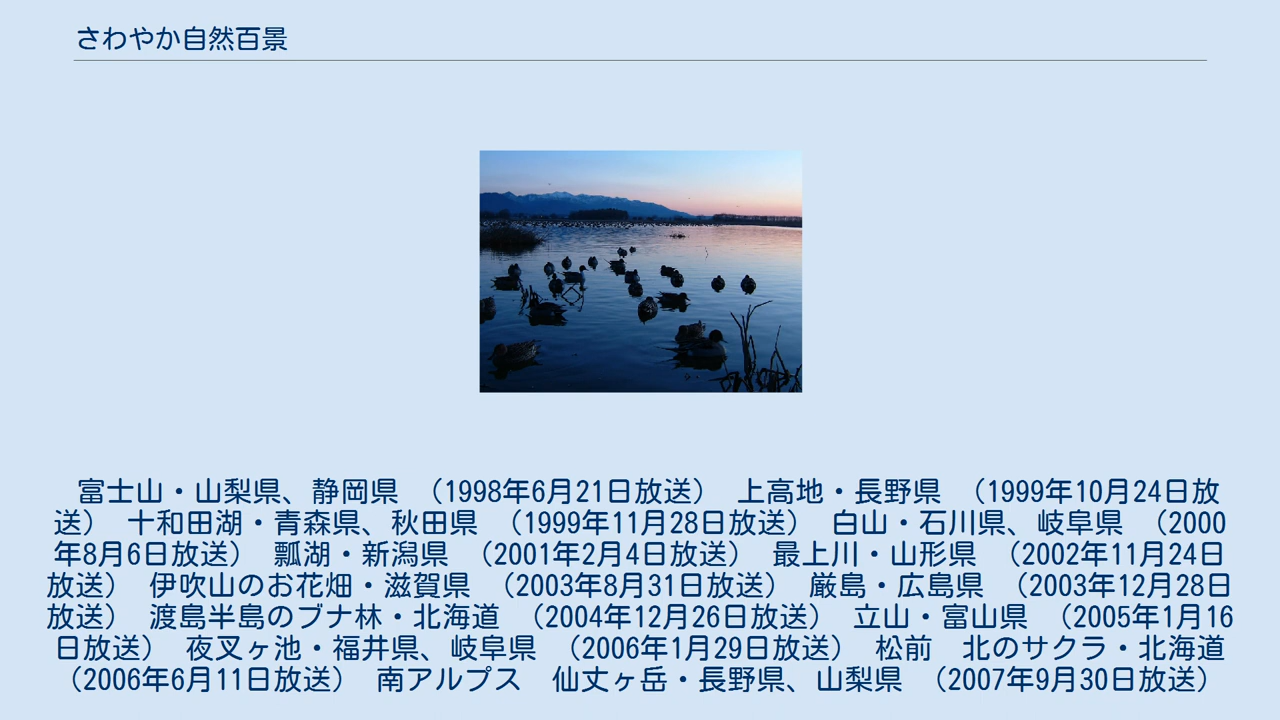 さわやか自然百景
富士山・山梨県、静岡県 （1998年6月21日放送） 上高地・長野県 （1999年10月24日放
送） 十和田湖・青森県、秋田県 （1999年11月28日放送） 白山・石川県、岐阜県 （2000
年8月6日放送） 瓢湖・新潟県 （2001年2月4日放送） 最上川・山形県 （2002年11月24日
放送） 伊吹山のお花畑・滋賀県 （2003年8月31日放送） 厳島・広島県 （2003年12月28日
放送） 渡島半島のブナ林・北海道 （2004年12月26日放送） 立山・富山県 （2005年1月16
日放送） 夜叉ヶ池・福井県、岐阜県 （2006年1月29日放送） 松前　北のサクラ・北海道
（2006年6月11日放送） 南アルプス　仙丈ヶ岳・長野県、山梨県 （2007年9月30日放送）